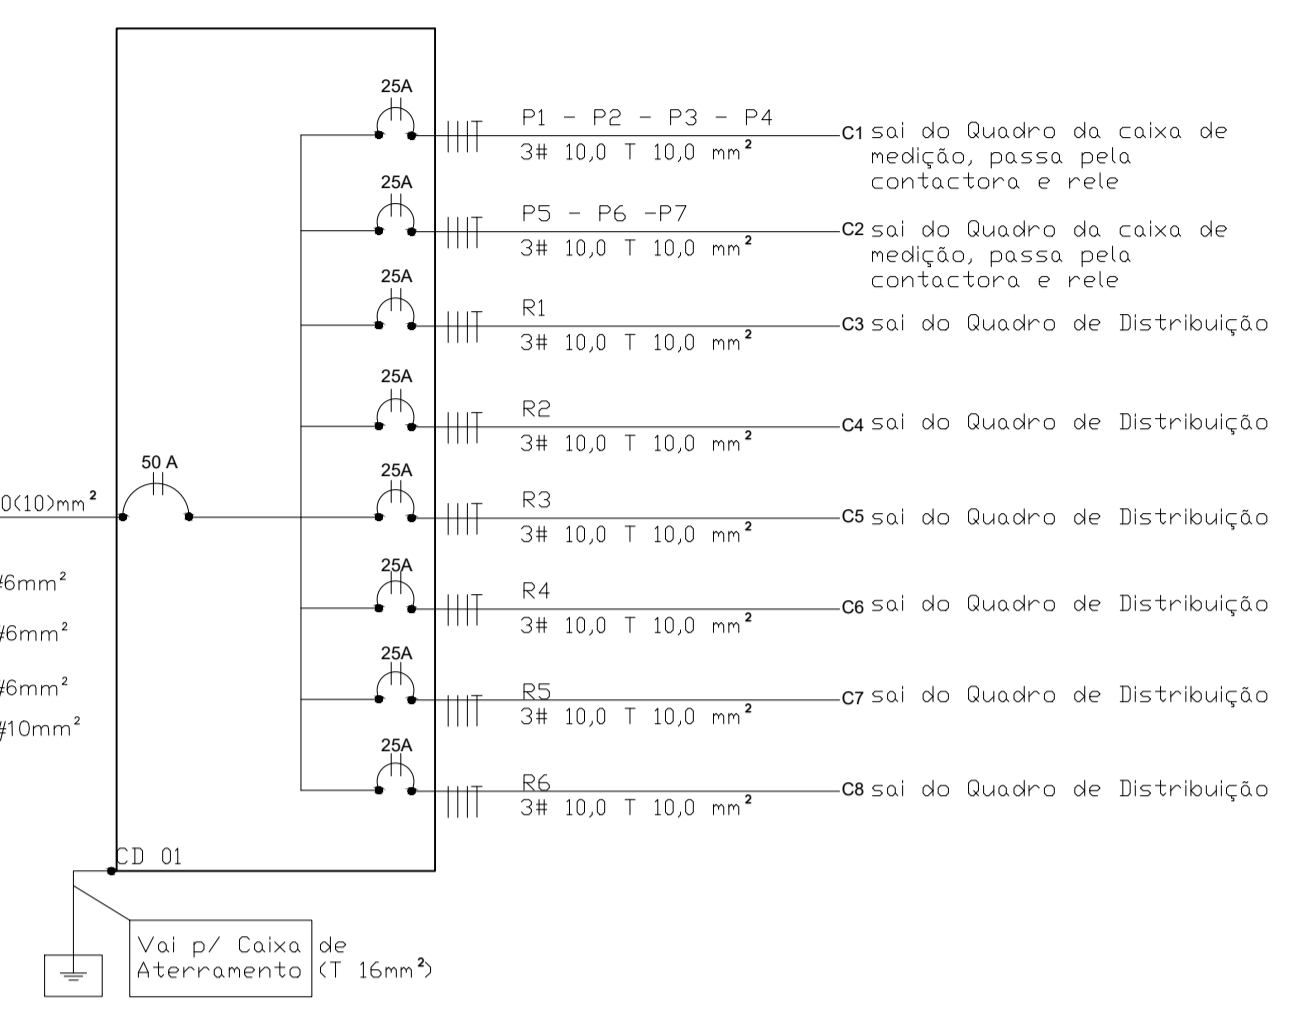 25A
P1 - P2 - P3 - P4
3# 10,0 T 10,0 mm²
C1 sai do Quadro da caixa de
medição, passa pela
contactora e rele
25A
P5 - P6 -P7
3# 10,0 T 10,0 mm²
C2 sai do Quadro da caixa de
medição, passa pela
contactora e rele
25A
R1
3# 10,0 T 10,0 mm²
C3 sai do Quadro de Distribuição
25A
R2
3# 10,0 T 10,0 mm²
C4 sai do Quadro de Distribuição
50 A
0(10)mm²
25A
R3
3# 10,0 T 10,0 mm²
C5 sai do Quadro de Distribuição
#6mm²
25A
R4
3# 10,0 T 10,0 mm²
C6 sai do Quadro de Distribuição
#6mm²
25A
R5
3# 10,0 T 10,0 mm²
C7 sai do Quadro de Distribuição
#6mm²
#10mm²
25A
R6
3# 10,0 T 10,0 mm²
C8 sai do Quadro de Distribuição
CD 01
Vai p/ Caixa de
Aterramento (T 16mm²)